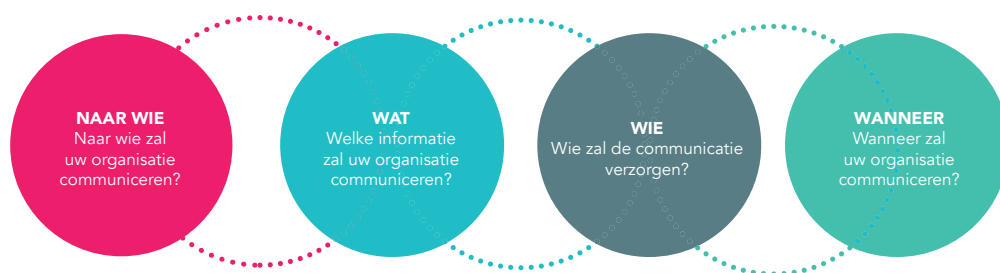 NAAR WIE
Naar wie zal
uw organisatie
communiceren?
WAT
Welke informatie
zal uw organisatie
communiceren?
WIE
Wie zal de communicatie
verzorgen?
WANNEER
Wanneer zal
uw organisatie
communiceren?